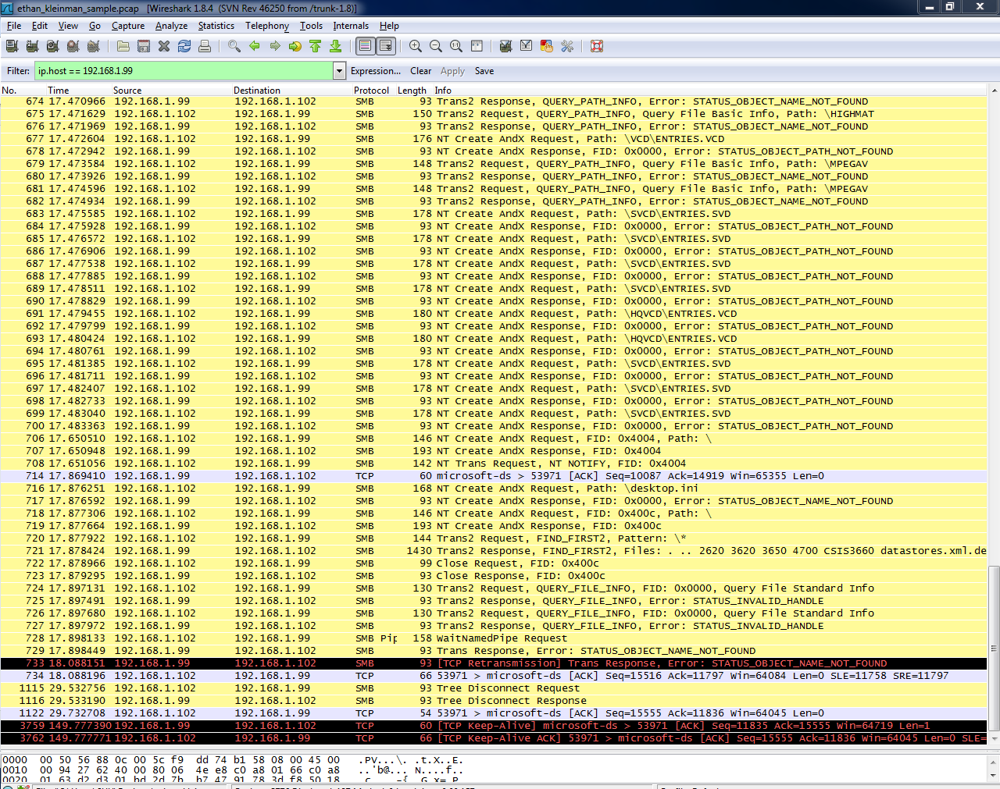 ethan_kleinman_sample.pcap [Wireshark 1.8.4 (SVN Rev 46250 from /trunk-1.8)]
File Edit View Go Capture Analyze Statistics Telephony Tools Internals Help
Filter: ip.host == 192.168.1.99 Expression... Clear Apply Save
No. Time Source Destination Protocol Length Info
674 17.470966 192.168.1.99 192.168.1.102 SMB 93 Trans2 Response, QUERY_PATH_INFO, Error: STATUS_OBJECT_NAME_NOT_FOUND
675 17.471629 192.168.1.102 192.168.1.99 SMB 150 Trans2 Request, QUERY_PATH_INFO, Query File Basic Info, Path: \HIGHMAT
676 17.471969 192.168.1.99 192.168.1.102 SMB 93 Trans2 Response, QUERY_PATH_INFO, Error: STATUS_OBJECT_NAME_NOT_FOUND
677 17.472604 192.168.1.102 192.168.1.99 SMB 176 NT Create AndX Request, Path: \VCD\ENTRIES.VCD
678 17.472942 192.168.1.99 192.168.1.102 SMB 93 NT Create AndX Response, FID: 0x0000, Error: STATUS_OBJECT_PATH_NOT_FOUND
679 17.473584 192.168.1.102 192.168.1.99 SMB 148 Trans2 Request, QUERY_PATH_INFO, Query File Basic Info, Path: \MPEGAV
680 17.473926 192.168.1.99 192.168.1.102 SMB 93 Trans2 Response, QUERY_PATH_INFO, Error: STATUS_OBJECT_NAME_NOT_FOUND
681 17.474596 192.168.1.102 192.168.1.99 SMB 148 Trans2 Request, QUERY_PATH_INFO, Query File Basic Info, Path: \MPEGAV
682 17.474934 192.168.1.99 192.168.1.102 SMB 93 Trans2 Response, QUERY_PATH_INFO, Error: STATUS_OBJECT_NAME_NOT_FOUND
683 17.475585 192.168.1.102 192.168.1.99 SMB 178 NT Create AndX Request, Path: \SVCD\ENTRIES.SVD
684 17.475928 192.168.1.99 192.168.1.102 SMB 93 NT Create AndX Response, FID: 0x0000, Error: STATUS_OBJECT_PATH_NOT_FOUND
685 17.476572 192.168.1.102 192.168.1.99 SMB 178 NT Create AndX Request, Path: \SVCD\ENTRIES.SVD
686 17.476906 192.168.1.99 192.168.1.102 SMB 93 NT Create AndX Response, FID: 0x0000, Error: STATUS_OBJECT_PATH_NOT_FOUND
687 17.477538 192.168.1.102 192.168.1.99 SMB 178 NT Create AndX Request, Path: \SVCD\ENTRIES.SVD
688 17.477885 192.168.1.99 192.168.1.102 SMB 93 NT Create AndX Response, FID: 0x0000, Error: STATUS_OBJECT_PATH_NOT_FOUND
689 17.478511 192.168.1.102 192.168.1.99 SMB 178 NT Create AndX Request, Path: \SVCD\ENTRIES.SVD
690 17.478829 192.168.1.99 192.168.1.102 SMB 93 NT Create AndX Response, FID: 0x0000, Error: STATUS_OBJECT_PATH_NOT_FOUND
691 17.479455 192.168.1.102 192.168.1.99 SMB 180 NT Create AndX Request, Path: \HQVCD\ENTRIES.VCD
692 17.479799 192.168.1.99 192.168.1.102 SMB 93 NT Create AndX Response, FID: 0x0000, Error: STATUS_OBJECT_PATH_NOT_FOUND
693 17.480424 192.168.1.102 192.168.1.99 SMB 180 NT Create AndX Request, Path: \HQVCD\ENTRIES.VCD
694 17.480761 192.168.1.99 192.168.1.102 SMB 93 NT Create AndX Response, FID: 0x0000, Error: STATUS_OBJECT_PATH_NOT_FOUND
695 17.481385 192.168.1.102 192.168.1.99 SMB 178 NT Create AndX Request, Path: \SVCD\ENTRIES.SVD
696 17.481711 192.168.1.99 192.168.1.102 SMB 93 NT Create AndX Response, FID: 0x0000, Error: STATUS_OBJECT_PATH_NOT_FOUND
697 17.482407 192.168.1.102 192.168.1.99 SMB 178 NT Create AndX Request, Path: \SVCD\ENTRIES.SVD
698 17.482733 192.168.1.99 192.168.1.102 SMB 93 NT Create AndX Response, FID: 0x0000, Error: STATUS_OBJECT_PATH_NOT_FOUND
699 17.483040 192.168.1.102 192.168.1.99 SMB 178 NT Create AndX Request, Path: \SVCD\ENTRIES.SVD
700 17.483363 192.168.1.99 192.168.1.102 SMB 93 NT Create AndX Response, FID: 0x0000, Error: STATUS_OBJECT_PATH_NOT_FOUND
706 17.650510 192.168.1.102 192.168.1.99 SMB 146 NT Create AndX Request, FID: 0x4004, Path: \
707 17.650948 192.168.1.99 192.168.1.102 SMB 193 NT Create AndX Response, FID: 0x4004
708 17.651056 192.168.1.102 192.168.1.99 SMB 142 NT Trans Request, NT NOTIFY, FID: 0x4004
714 17.869410 192.168.1.99 192.168.1.102 TCP 60 microsoft-ds > 53971 [ACK] Seq=10087 Ack=14919 Win=65355 Len=0
716 17.876251 192.168.1.102 192.168.1.99 SMB 168 NT Create AndX Request, Path: \desktop.ini
717 17.876592 192.168.1.99 192.168.1.102 SMB 93 NT Create AndX Response, FID: 0x0000, Error: STATUS_OBJECT_NAME_NOT_FOUND
718 17.877306 192.168.1.102 192.168.1.99 SMB 146 NT Create AndX Request, FID: 0x400c, Path: \
719 17.877664 192.168.1.99 192.168.1.102 SMB 193 NT Create AndX Response, FID: 0x400c
720 17.877922 192.168.1.102 192.168.1.99 SMB 144 Trans2 Request, FIND_FIRST2, Pattern: \*
721 17.878424 192.168.1.99 192.168.1.102 SMB 1430 Trans2 Response, FIND_FIRST2, Files: . .. 2620 3620 3650 4700 CSIS3660 datastores.xml.de
722 17.878966 192.168.1.102 192.168.1.99 SMB 99 Close Request, FID: 0x400c
723 17.879295 192.168.1.99 192.168.1.102 SMB 93 Close Response, FID: 0x400c
724 17.897131 192.168.1.102 192.168.1.99 SMB 130 Trans2 Request, QUERY_FILE_INFO, FID: 0x0000, Query File Standard Info
725 17.897491 192.168.1.99 192.168.1.102 SMB 93 Trans2 Response, QUERY_FILE_INFO, Error: STATUS_INVALID_HANDLE
726 17.897680 192.168.1.102 192.168.1.99 SMB 130 Trans2 Request, QUERY_FILE_INFO, FID: 0x0000, Query File Standard Info
727 17.897972 192.168.1.99 192.168.1.102 SMB 93 Trans2 Response, QUERY_FILE_INFO, Error: STATUS_INVALID_HANDLE
728 17.898133 192.168.1.102 192.168.1.99 SMB Pip 158 WaitNamedPipe Request
729 17.898449 192.168.1.99 192.168.1.102 SMB 93 Trans Response, Error: STATUS_OBJECT_NAME_NOT_FOUND
733 18.088151 192.168.1.99 192.168.1.102 SMB 93 [TCP Retransmission] Trans Response, Error: STATUS_OBJECT_NAME_NOT_FOUND
734 18.088196 192.168.1.102 192.168.1.99 TCP 66 53971 > microsoft-ds [ACK] Seq=15516 Ack=11797 Win=64084 Len=0 SLE=11758 SRE=11797
1115 29.532756 192.168.1.102 192.168.1.99 SMB 93 Tree Disconnect Request
1116 29.533190 192.168.1.99 192.168.1.102 SMB 93 Tree Disconnect Response
1122 29.732708 192.168.1.102 192.168.1.99 TCP 54 53971 > microsoft-ds [ACK] Seq=15555 Ack=11836 Win=64045 Len=0
3759 149.777390 192.168.1.99 192.168.1.102 TCP 60 [TCP Keep-Alive] microsoft-ds > 53971 [ACK] Seq=11835 Ack=15555 Win=64719 Len=1
3762 149.777771 192.168.1.102 192.168.1.99 TCP 66 [TCP Keep-Alive ACK] 53971 > microsoft-ds [ACK] Seq=15555 Ack=11836 Win=64045 Len=0 SLE=
0000 00 50 56 88 0c 00 5c f9 dd 74 b1 58 08 00 45 00 .PV...\. .t.X..E.
0010 00 94 27 62 40 00 80 06 4e e8 c0 a8 01 66 c0 a8 ..'b@... N....f..
0020 01 63 d2 d3 01 bd 2d 7b b7 47 91 78 3d f8 50 18